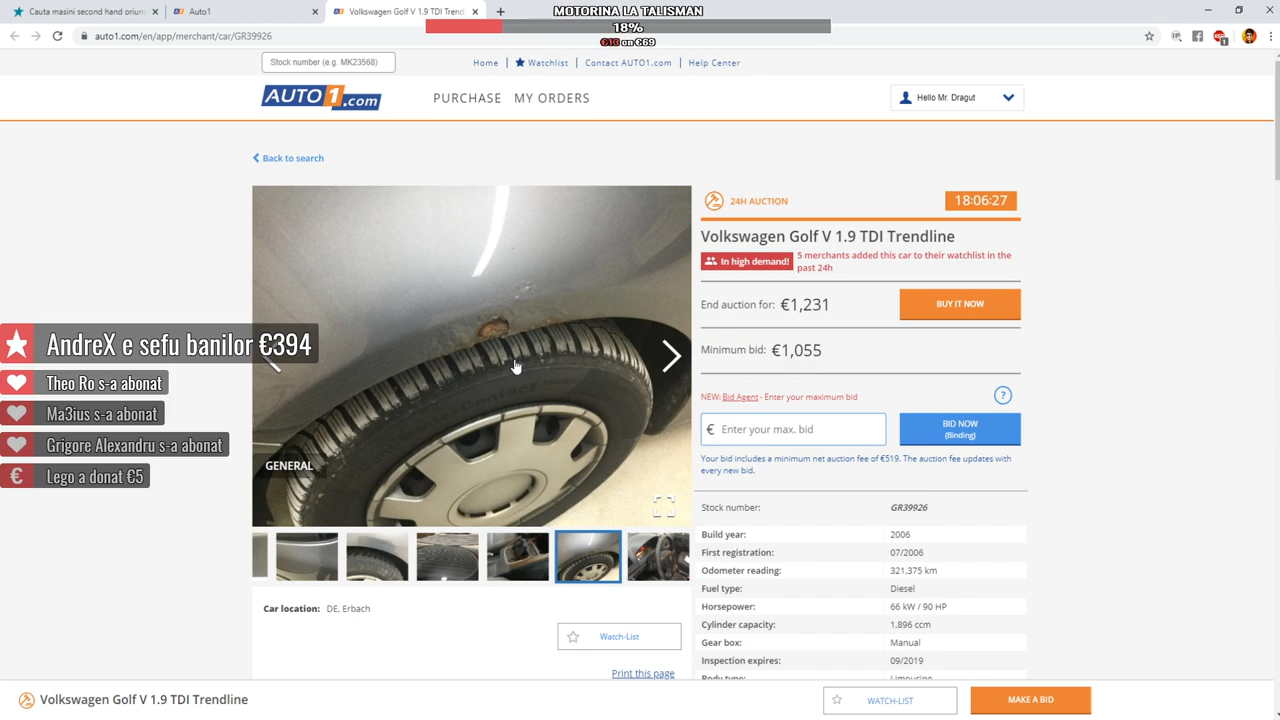 Cauta masini second hand oriun
Auto1
Volkswagen Golf V 1.9 TDI Trendline
MOTORINA LA TALISMAN
18%
€13 on €69
auto1.com/en/app/merchant/car/GR39926
Stock number (e.g. MK23568)
Home
Watchlist
Contact AUTO1.com
Help Center
AUTO1.com
PURCHASE
MY ORDERS
Hello Mr. Dragut
Back to search
24H AUCTION
18:06:27
Volkswagen Golf V 1.9 TDI Trendline
In high demand!
5 merchants added this car to their watchlist in the
past 24h
End auction for: €1,231
BUY IT NOW
Minimum bid: €1,055
NEW: Bid Agent - Enter your maximum bid
?
€ Enter your max. bid
BID NOW
(Binding)
Your bid includes a minimum net auction fee of €519. The auction fee updates with
every new bid.
AndreX e sefu banilor €394
Theo Ro s-a abonat
Ma3ius s-a abonat
Grigore Alexandru s-a abonat
€ Lego a donat €5
GENERAL
Stock number: GR39926
Build year: 2006
First registration: 07/2006
Odometer reading: 321,375 km
Fuel type: Diesel
Horsepower: 66 kW / 90 HP
Cylinder capacity: 1,896 ccm
Gear box: Manual
Inspection expires: 09/2019
Body type: Limousine
Car location: DE, Erbach
Watch-List
Print this page
Volkswagen Golf V 1.9 TDI Trendline
WATCH-LIST
MAKE A BID